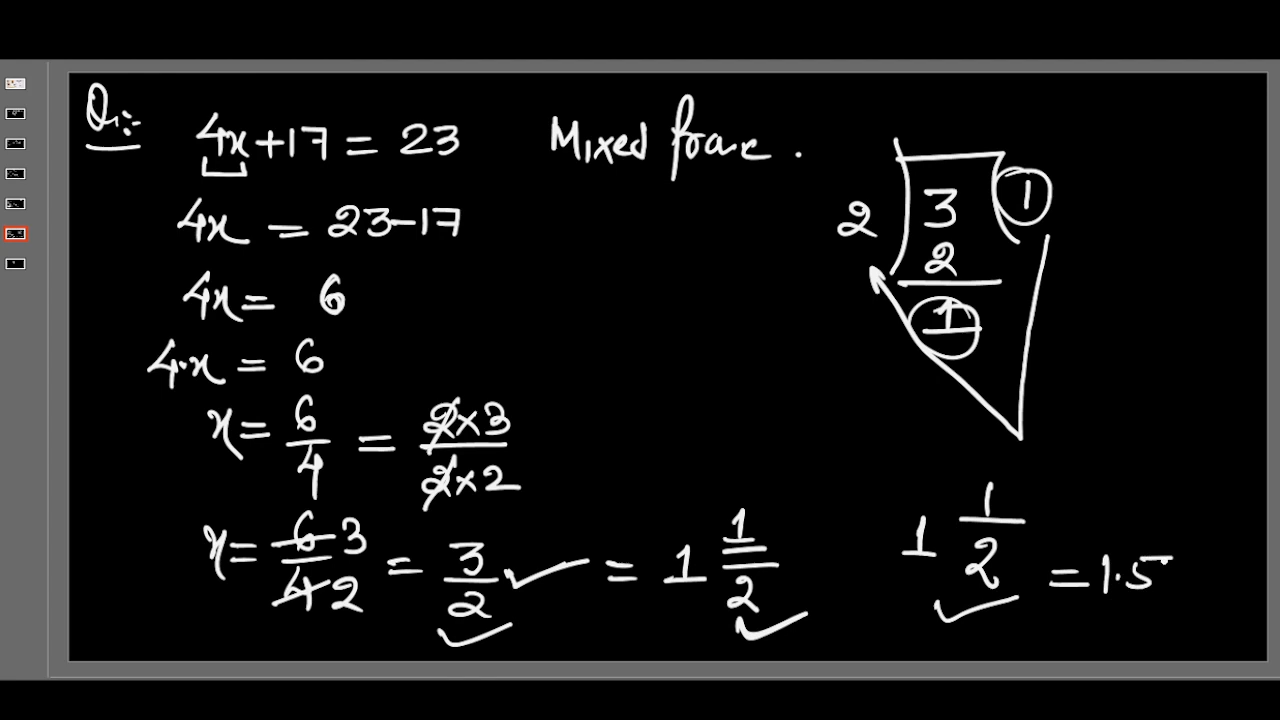 Q:-
4x+17 = 23
Mixed frac.
4x = 23-17
4x = 6
4·x = 6
x = 6/4 = 2×3/2×2
x = 6/4 3/2 = 3/2 = 1 1/2
2 3 1
2
1
1 1/2 = 1.5